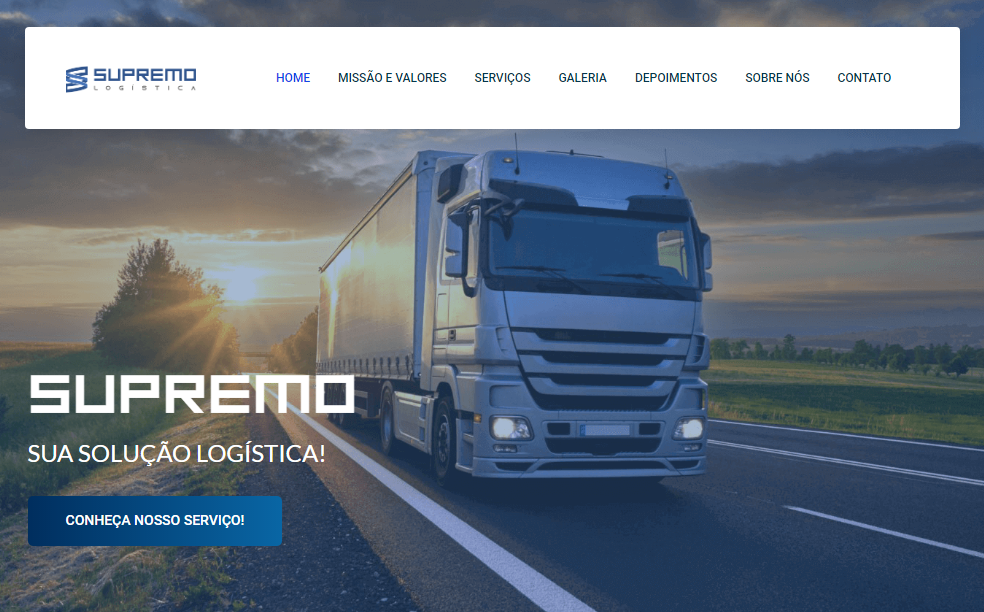 SUPREMO
LOGÍSTICA
HOME MISSÃO E VALORES SERVIÇOS GALERIA DEPOIMENTOS SOBRE NÓS CONTATO
SUPREMO
SUA SOLUÇÃO LOGÍSTICA!
CONHEÇA NOSSO SERVIÇO!